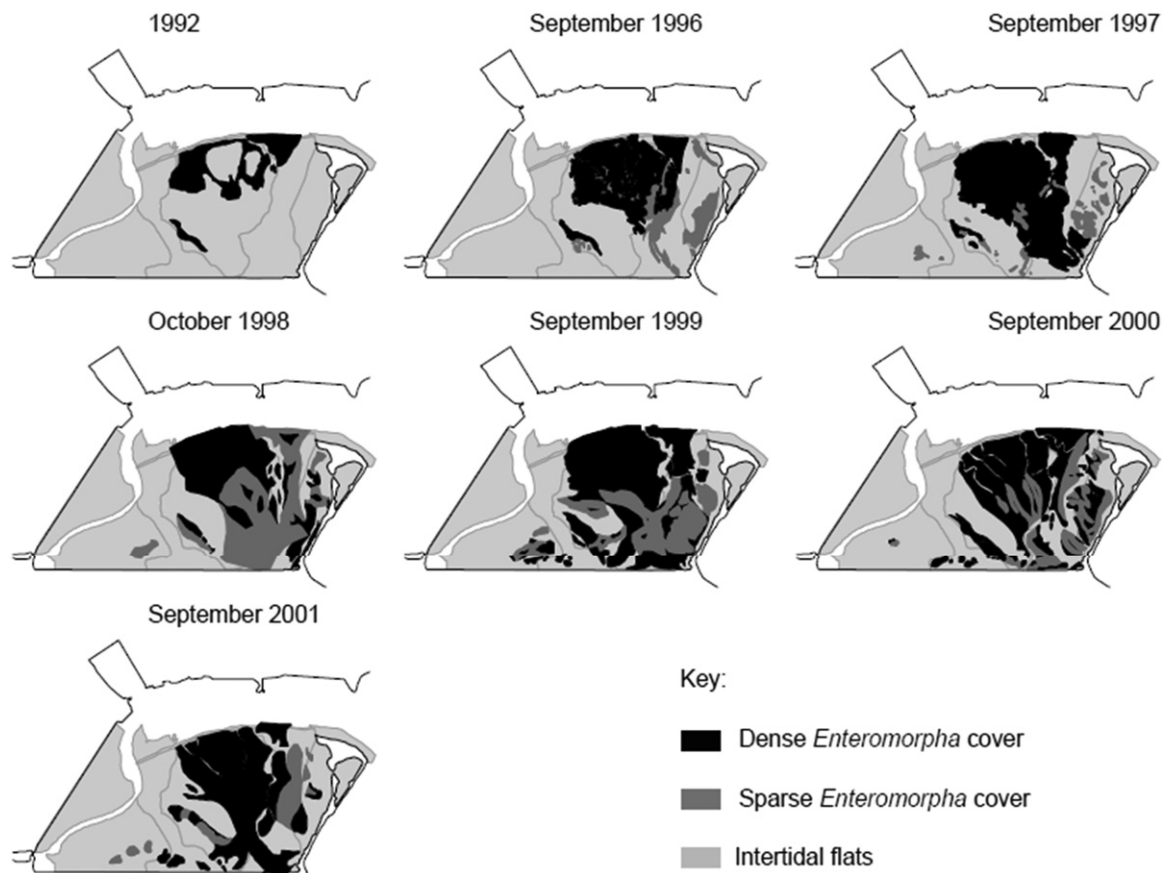 1992
September 1996
September 1997
October 1998
September 1999
September 2000
September 2001
Key:
Dense Enteromorpha cover
Sparse Enteromorpha cover
Intertidal flats